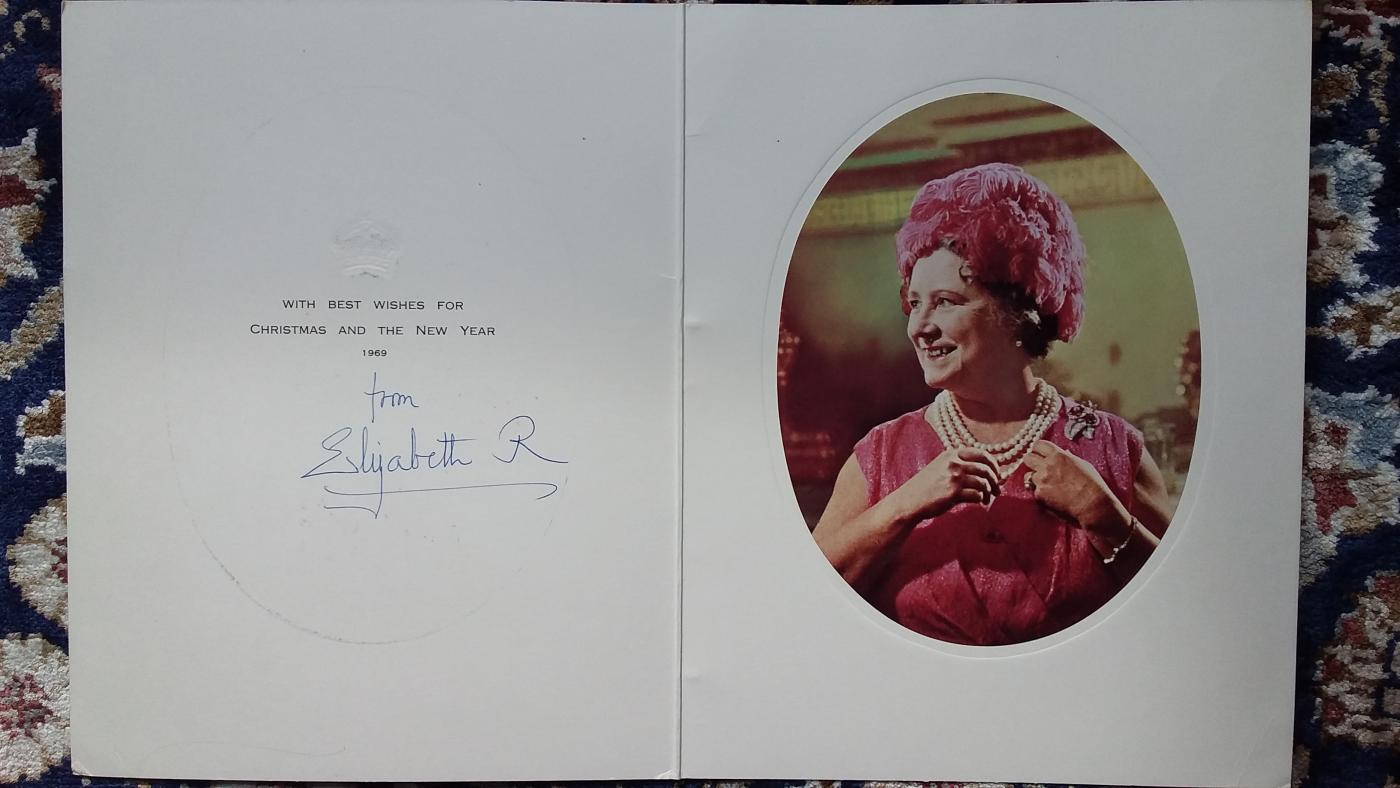 WITH BEST WISHES FOR
CHRISTMAS AND THE NEW YEAR
1969
from
Elizabeth R